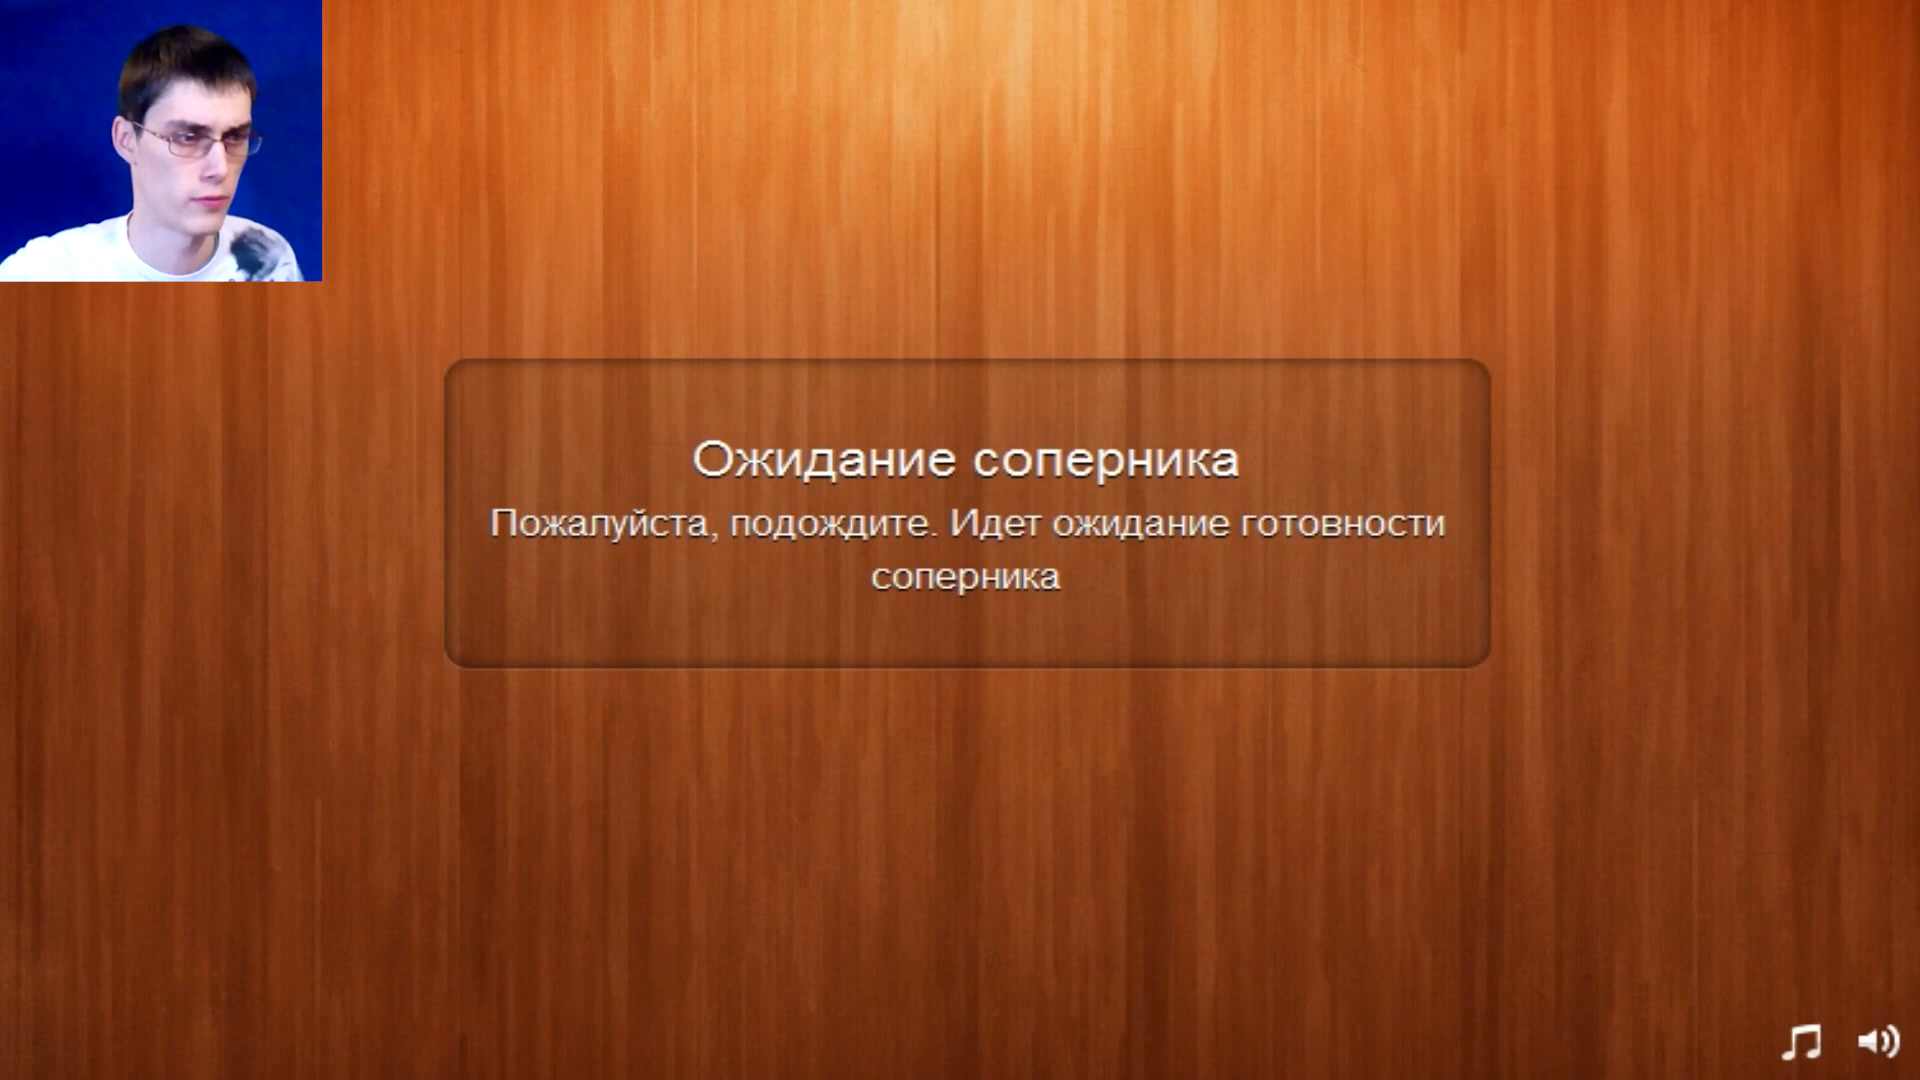 Ожидание соперника
Пожалуйста, подождите. Идет ожидание готовности
соперника